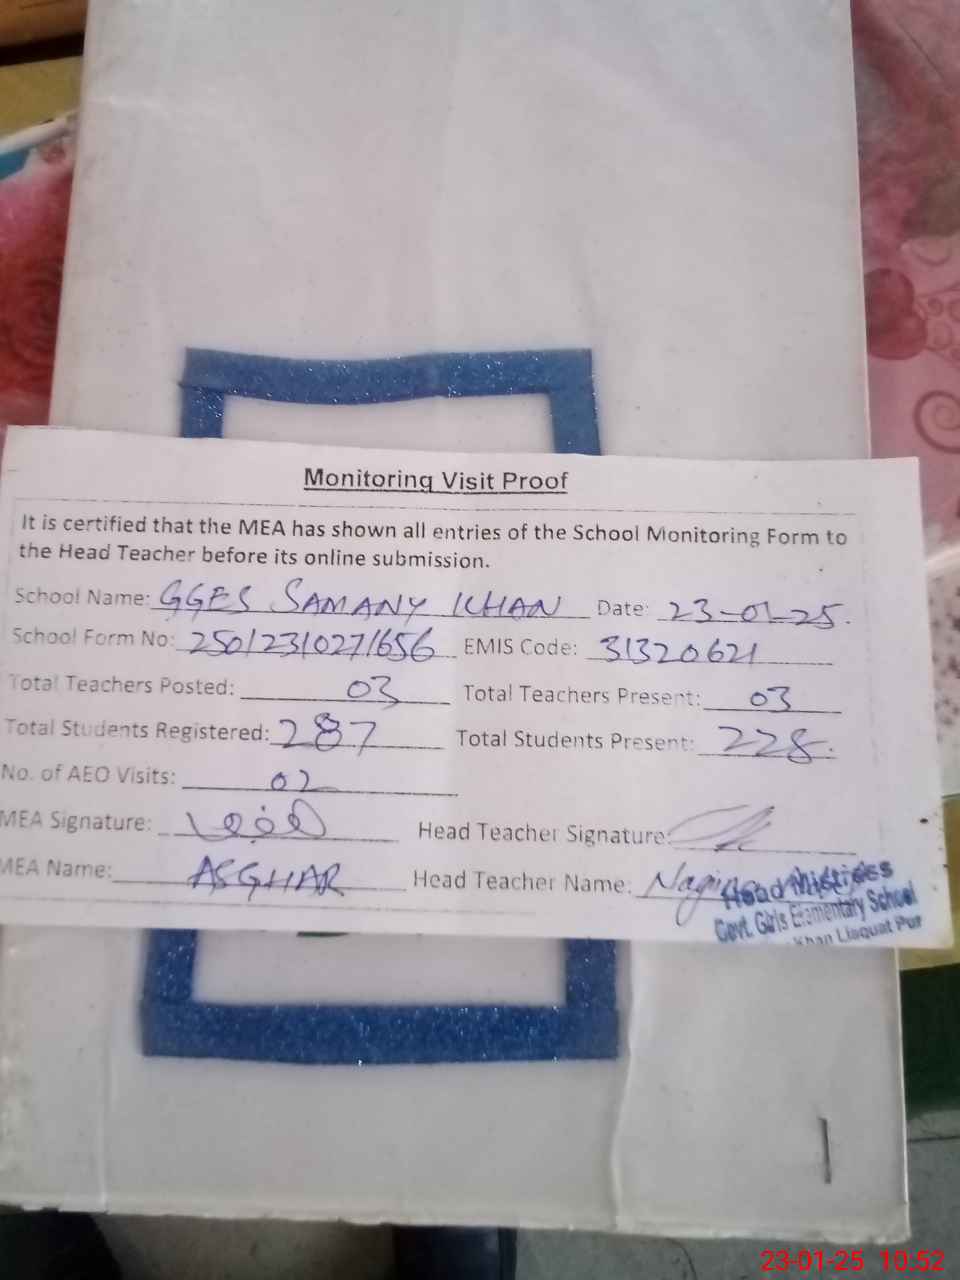 Monitoring Visit Proof
It is certified that the MEA has shown all entries of the School Monitoring Form to
the Head Teacher before its online submission.
School Name: GGES SAMANY KHAN Date: 23-01-25.
School Form No: 25012310271656 EMIS Code: 31320621
Total Teachers Posted: 03 Total Teachers Present: 03
Total Students Registered: 287 Total Students Present: 228.
No. of AEO Visits: 02
MEA Signature: Head Teacher Signature:
MEA Name: ASGHAR Head Teacher Name:
Head Mistress
Govt. Girls Elementary School
Khan Liaquat Pur
23-01-25 10:52